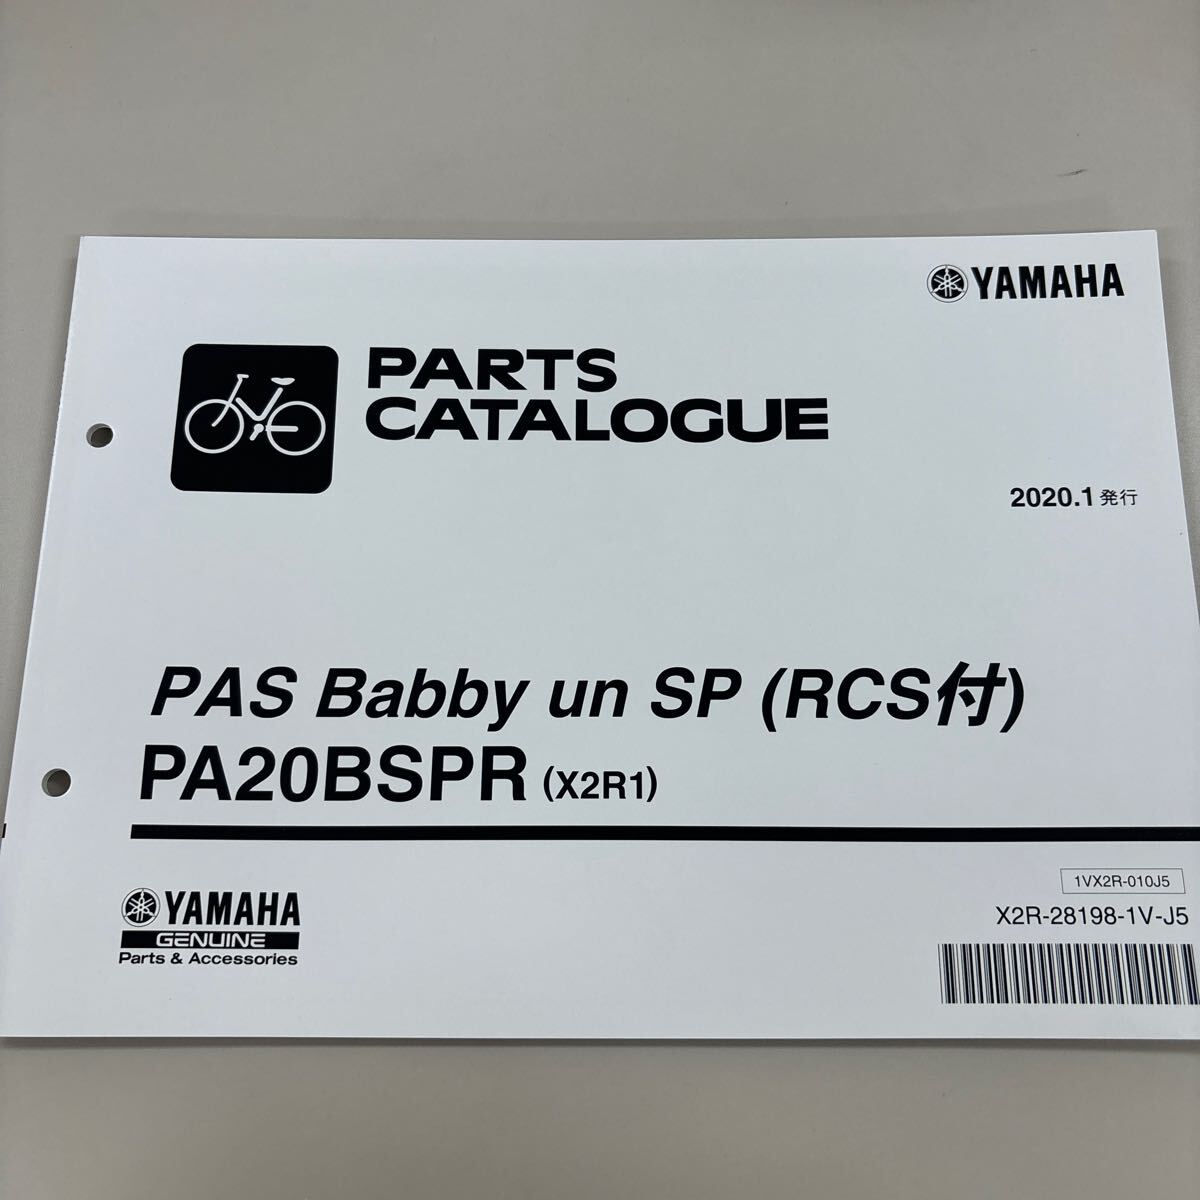 YAMAHA
PARTS
CATALOGUE
2020.1 発行
PAS Babby un SP (RCS付)
PA20BSPR (X2R1)
1VX2R-010J5
X2R-28198-1V-J5
YAMAHA
GENUINE
Parts & Accessories